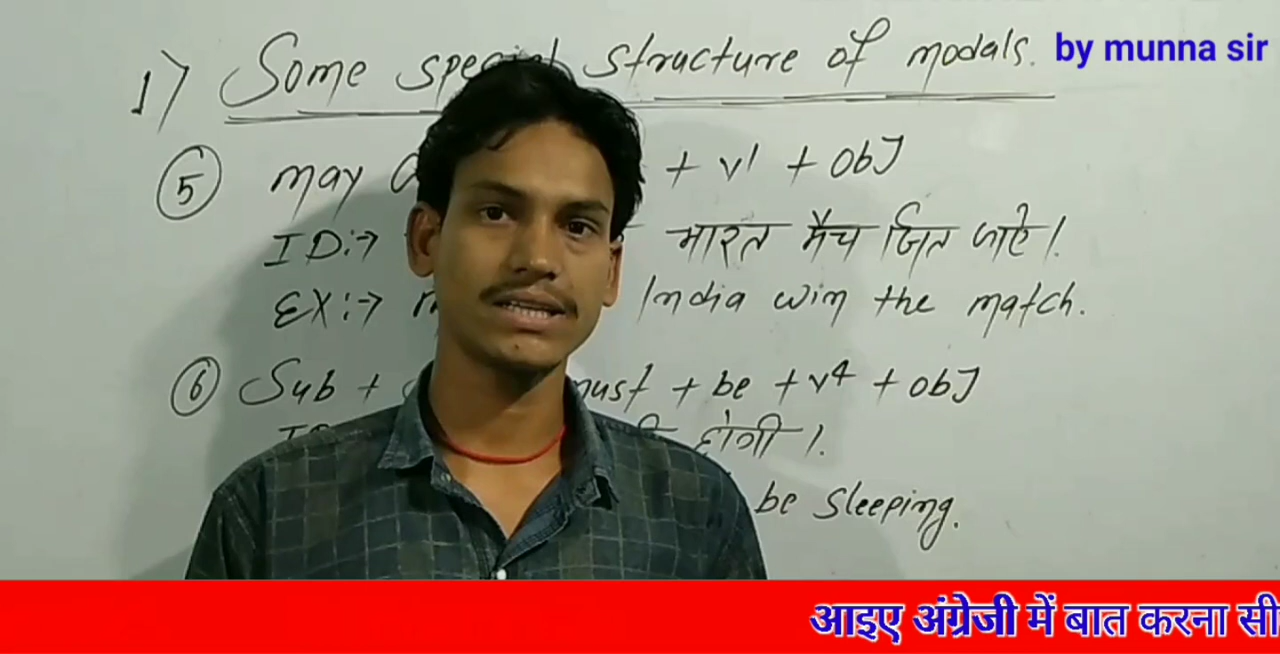 1) Some special structure of modals. by munna sir
5 may + v1 + obJ
ID:→ भारत मैच जित जाऐ।
EX:→ India win the match.
6 Sub + must + be + v4 + obJ
होगी।
be sleeping.
आइए अंग्रेजी में बात करना सी